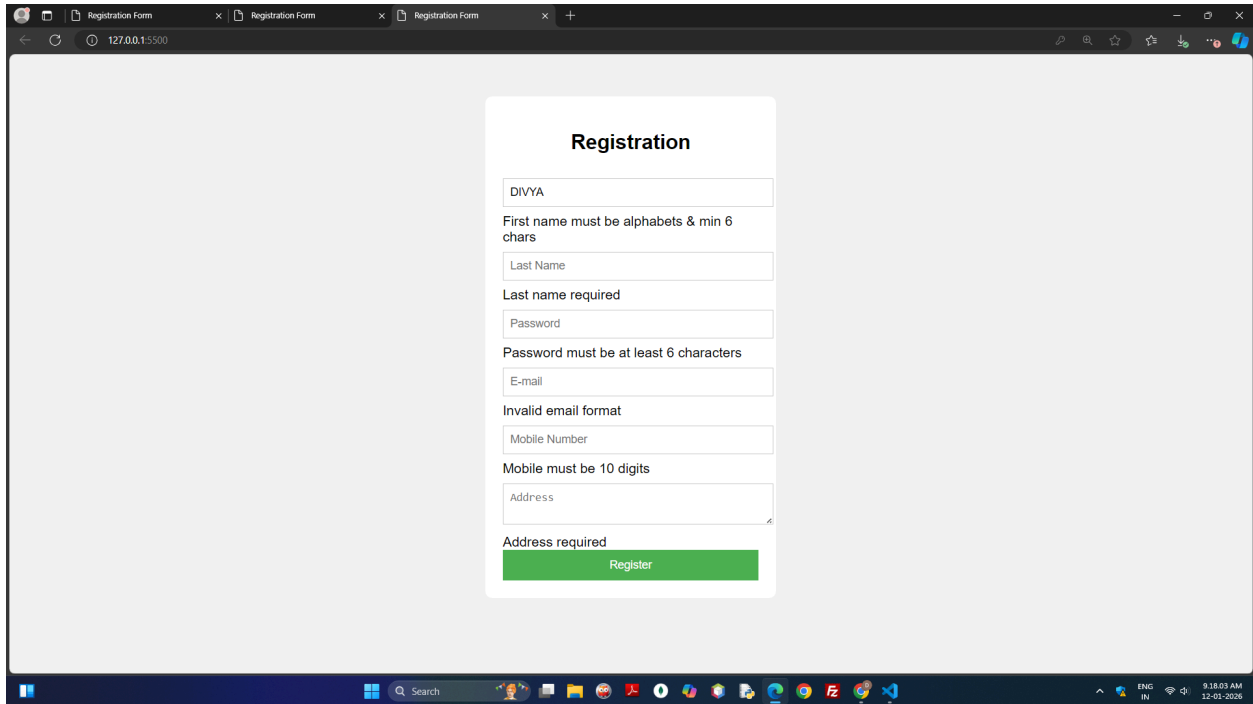 Registration Form
Registration Form
Registration Form
127.0.0.1:5500
Registration
DIVYA
First name must be alphabets & min 6
chars
Last Name
Last name required
Password
Password must be at least 6 characters
E-mail
Invalid email format
Mobile Number
Mobile must be 10 digits
Address
Address required
Register
Search
ENG
IN
9.18.03 AM
12-01-2026